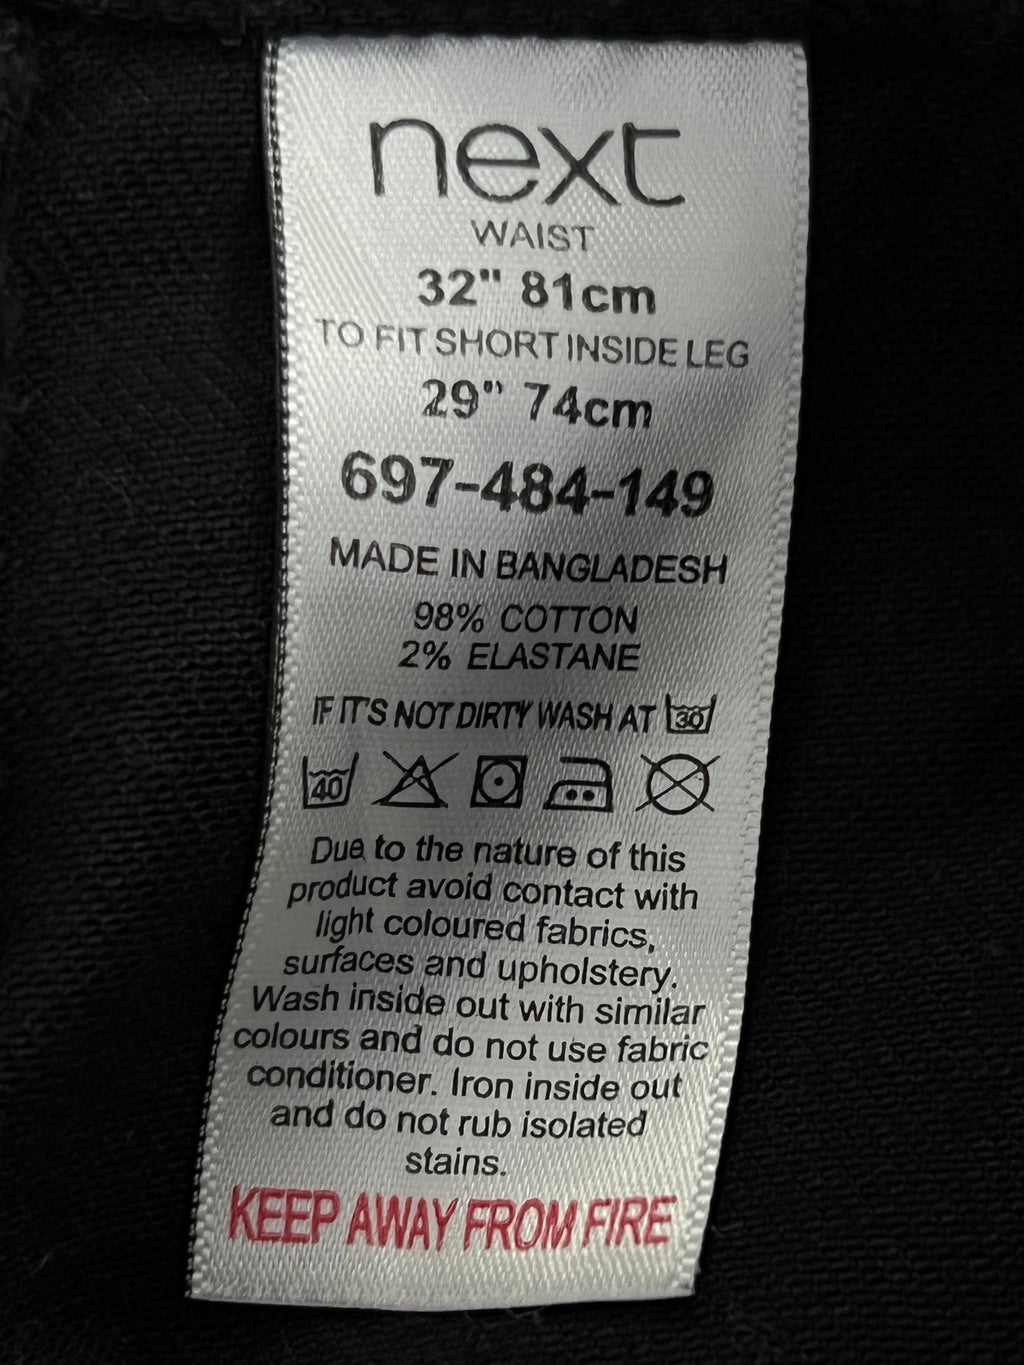 next
WAIST
32" 81cm
TO FIT SHORT INSIDE LEG
29" 74cm
697-484-149
MADE IN BANGLADESH
98% COTTON
2% ELASTANE
IF IT'S NOT DIRTY WASH AT 30
40
Due to the nature of this
product avoid contact with
light coloured fabrics,
surfaces and upholstery.
Wash inside out with similar
colours and do not use fabric
conditioner. Iron inside out
and do not rub isolated
stains.
KEEP AWAY FROM FIRE